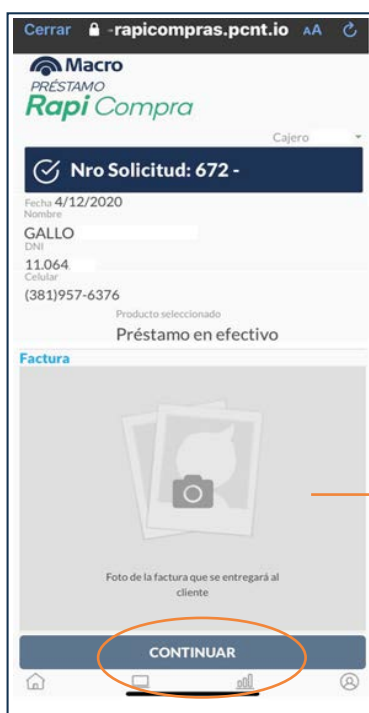 Cerrar -rapicompras.pcnt.io AA
Macro
PRÉSTAMO
Rapi Compra
Cajero
Nro Solicitud: 672 -
Fecha 4/12/2020
Nombre
GALLO
DNI
11.064
Celular
(381)957-6376
Producto seleccionado
Préstamo en efectivo
Factura
Foto de la factura que se entregará al
cliente
CONTINUAR